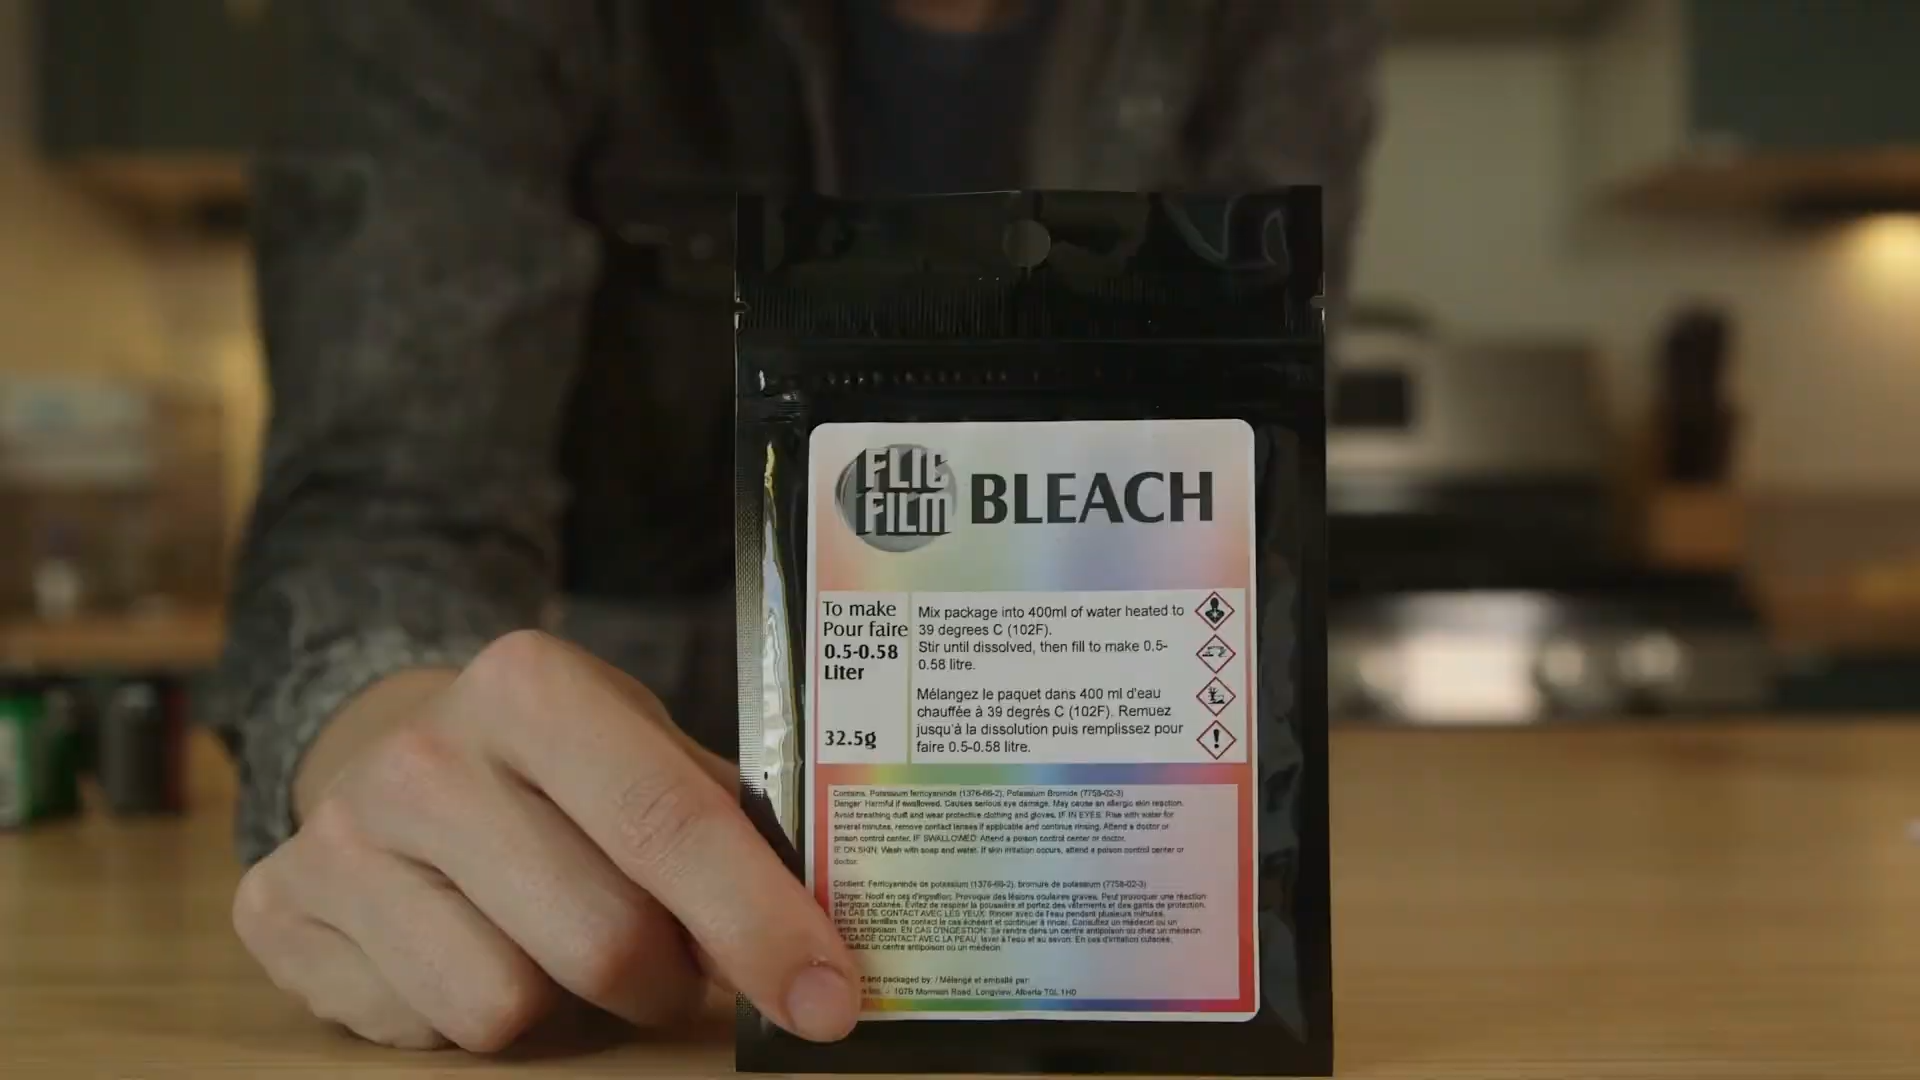 FLIC
FILM
BLEACH
To make
Pour faire
0.5-0.58
Liter
32.5g
Mix package into 400ml of water heated to
39 degrees C (102F).
Stir until dissolved, then fill to make 0.5-
0.58 litre.
Mélangez le paquet dans 400 ml d'eau
chauffée à 39 degrés C (102F). Remuez
jusqu'à la dissolution puis remplissez pour
faire 0.5-0.58 litre.
Contains: Potassium ferricyanide (1376-66-2), Potassium Bromide (7758-02-3)
Danger: Harmful if swallowed. Causes serious eye damage. May cause an allergic skin reaction.
Avoid breathing dust and wear protective clothing and gloves. IF IN EYES: Rise with water for
several minutes, remove contact lenses if applicable and continue rinsing. Attend a doctor or
poison control center. IF SWALLOWED: Attend a poison control center or doctor.
IF ON SKIN: Wash with soap and water. If skin irritation occurs, attend a poison control center or
doctor.
Contient: Ferricyanide de potassium (1376-66-2), bromure de potassium (7758-02-3)
Danger: Nocif en cas d'ingestion. Provoque des lésions oculaires graves. Peut provoquer une réaction
allergique cutanée. Évitez de respirer la poussière et portez des vêtements et des gants de protection.
EN CAS DE CONTACT AVEC LES YEUX: Rincer avec de l'eau pendant plusieurs minutes,
retirer les lentilles de contact le cas échéant et continuer à rincer. Consultez un médecin ou un
centre antipoison. EN CAS D'INGESTION: Se rendre dans un centre antipoison ou chez un médecin.
CAS DE CONTACT AVEC LA PEAU: laver à l'eau et au savon. En cas d'irritation cutanée,
un centre antipoison ou un médecin.
and packaged by: / Mélangé et emballé par:
Inc. - 107B Morrison Road, Longview, Alberta T0L 1H0